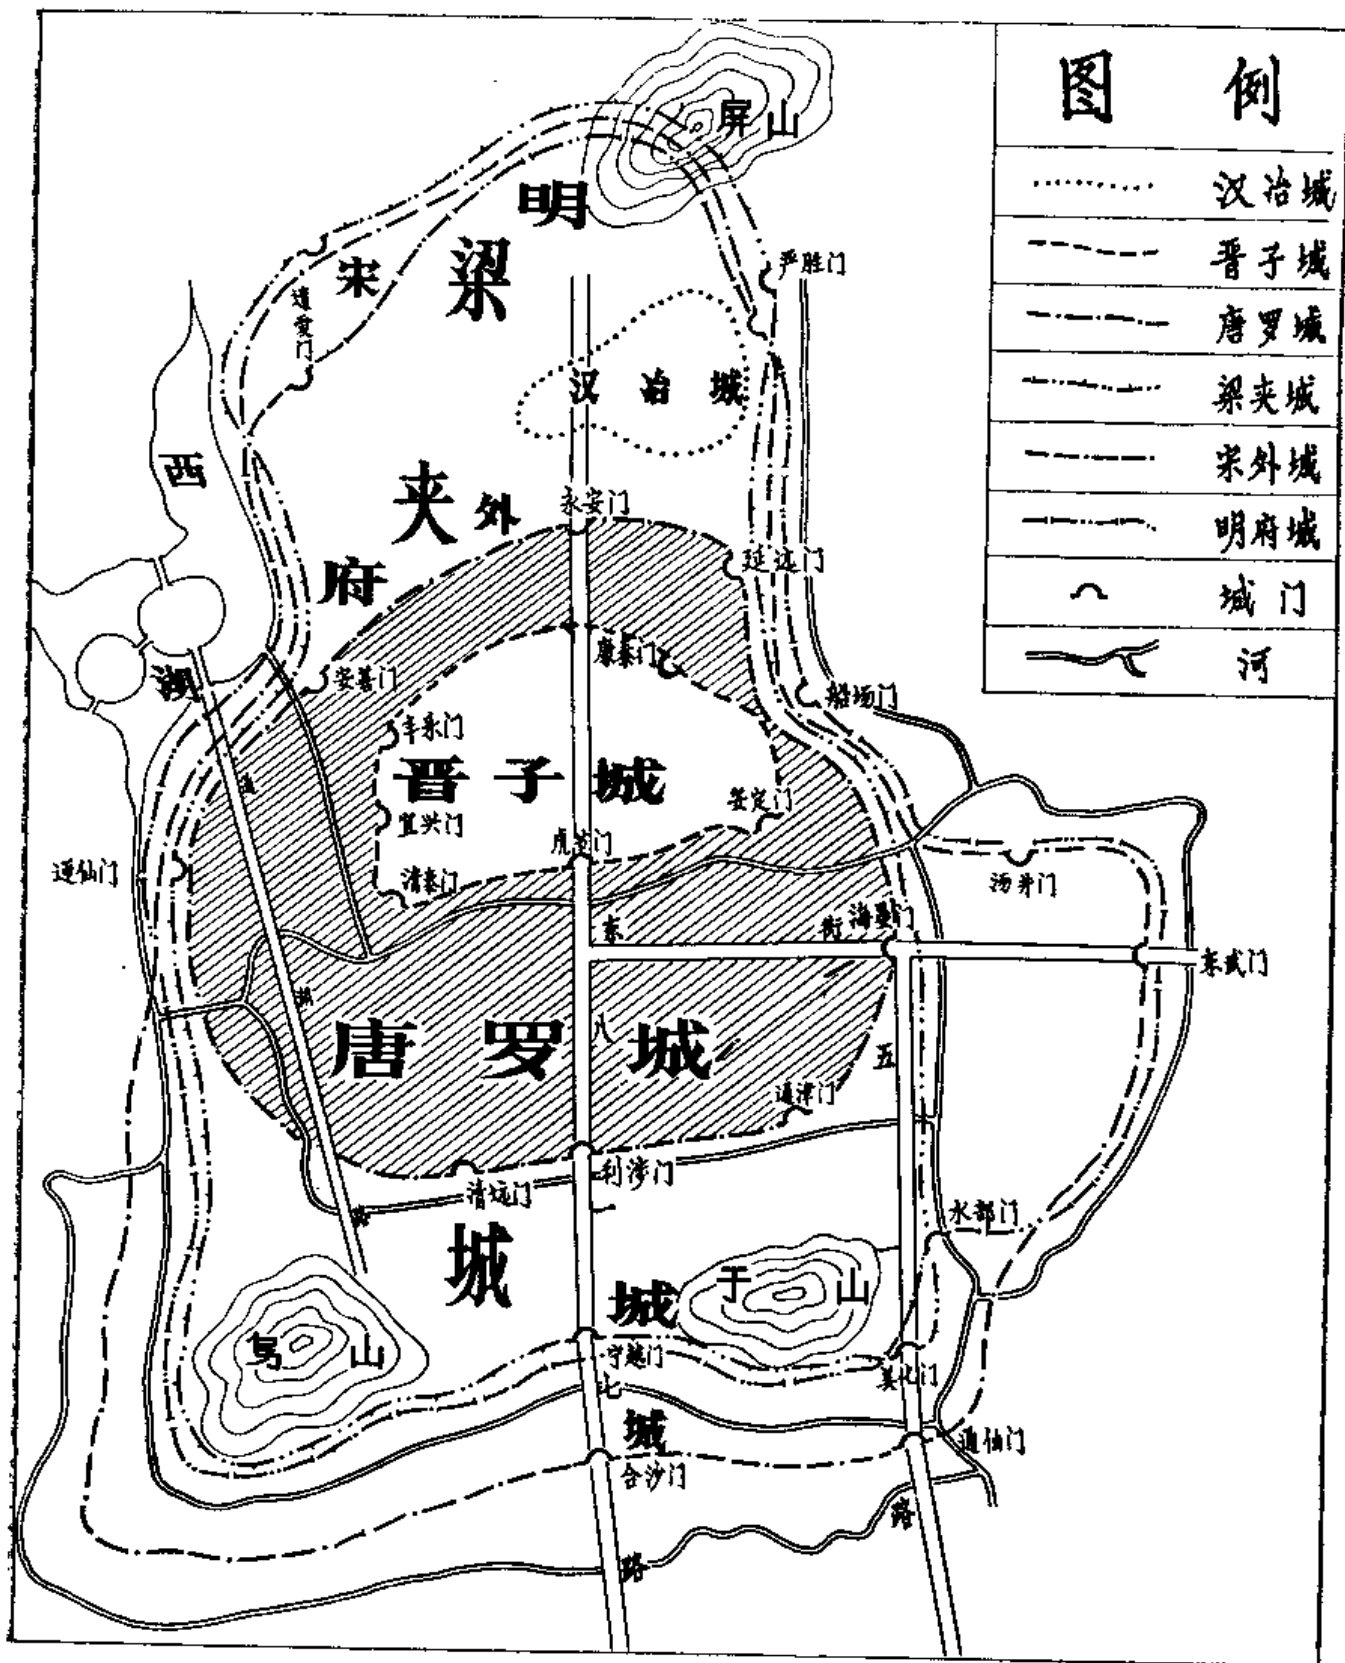 图 例
汉冶城
晋子城
唐罗城
梁夹城
宋外城
明府城
城门
河
屏山
明
梁
宋
严胜门
遗爱门
汉冶城
西
夹
外
永安门
府
延远门
康泰门
湖
安善门
船场门
丰乐门
晋子城
宜兴门
安定门
虎节门
清泰门
迎仙门
汤井门
东
街
海晏门
东武门
湖
唐罗城
八
五
通津门
利涉门
清远门
一
路
水部门
城
城
于山
乌山
宁越门
美化门
七
城
通仙门
合沙门
路
路